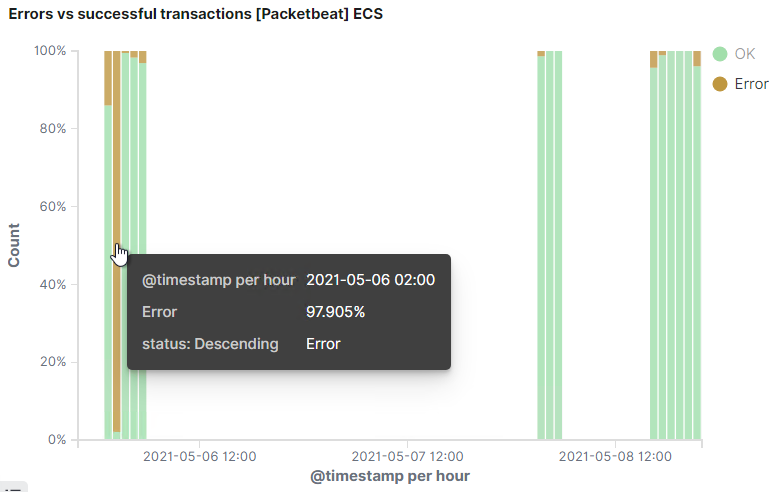 Errors vs successful transactions [Packetbeat] ECS
100%
80%
60%
40%
20%
0%
Count
OK
Error
@timestamp per hour 2021-05-06 02:00
Error 97.905%
status: Descending Error
2021-05-06 12:00 2021-05-07 12:00 2021-05-08 12:00
@timestamp per hour